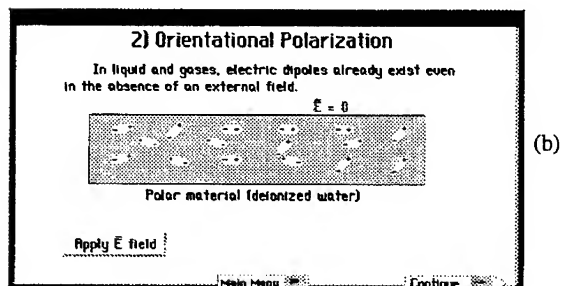 2) Orientational Polarization
In liquid and gases, electric dipoles already exist even
in the absence of an external field.
Ē = 0
(b)
Polar material (deionized water)
Apply Ē field
Main Menu
Continue